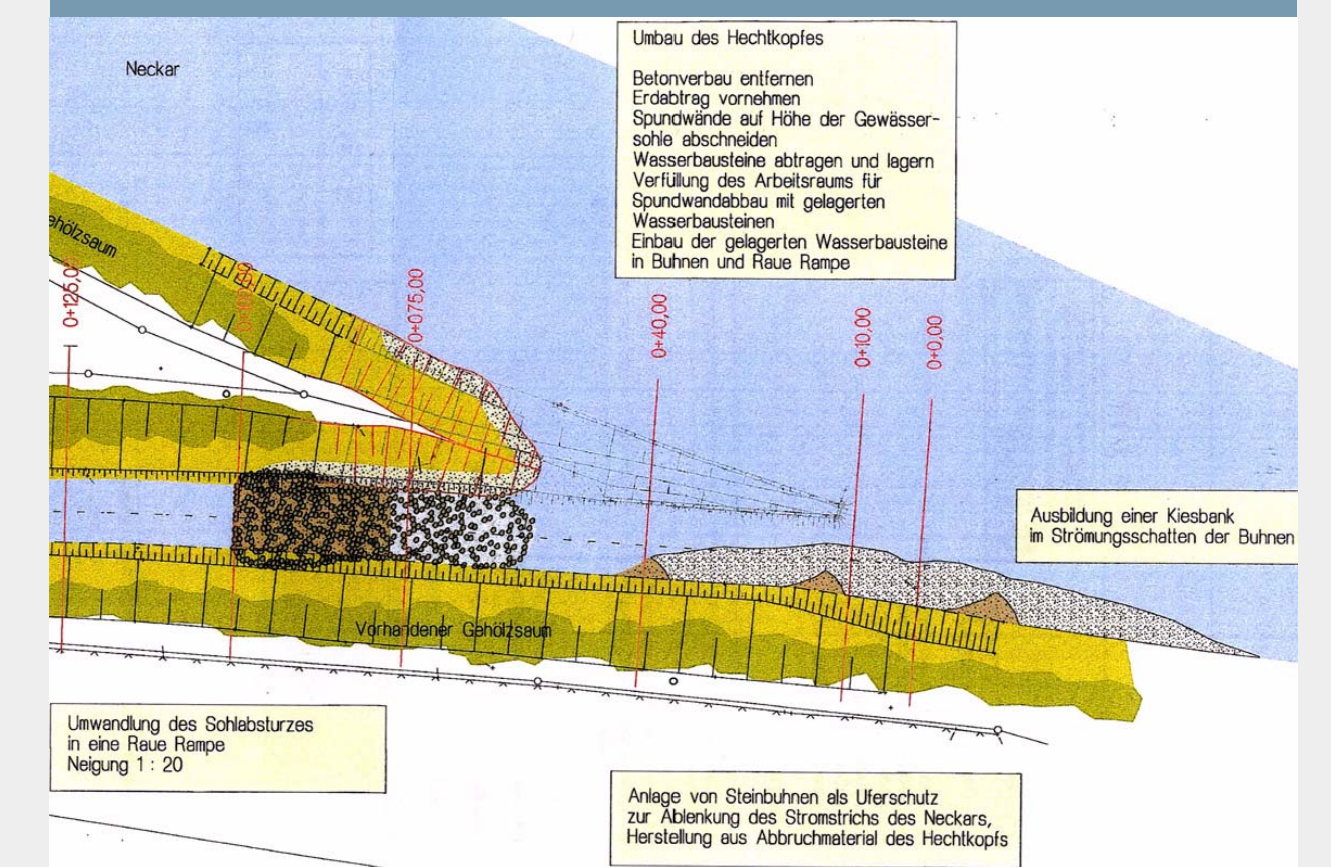 Neckar
Umbau des Hechtkopfes
Betonverbau entfernen
Erdabtrag vornehmen
Spundwände auf Höhe der Gewässer-
sohle abschneiden
Wasserbausteine abtragen und lagern
Verfüllung des Arbeitsraums für
Spundwandabbau mit gelagerten
Wasserbausteinen
Einbau der gelagerten Wasserbausteine
in Buhnen und Raue Rampe
ehölzsaum
0+125,0
0+075,00
0+40,00
0+10,00
0+0,00
Ausbildung einer Kiesbank
im Strömungsschatten der Buhnen
Vorhandener Gehölzsaum
Umwandlung des Sohlabsturzes
in eine Raue Rampe
Neigung 1 : 20
Anlage von Steinbuhnen als Uferschutz
zur Ablenkung des Stromstrichs des Neckars,
Herstellung aus Abbruchmaterial des Hechtkopfs